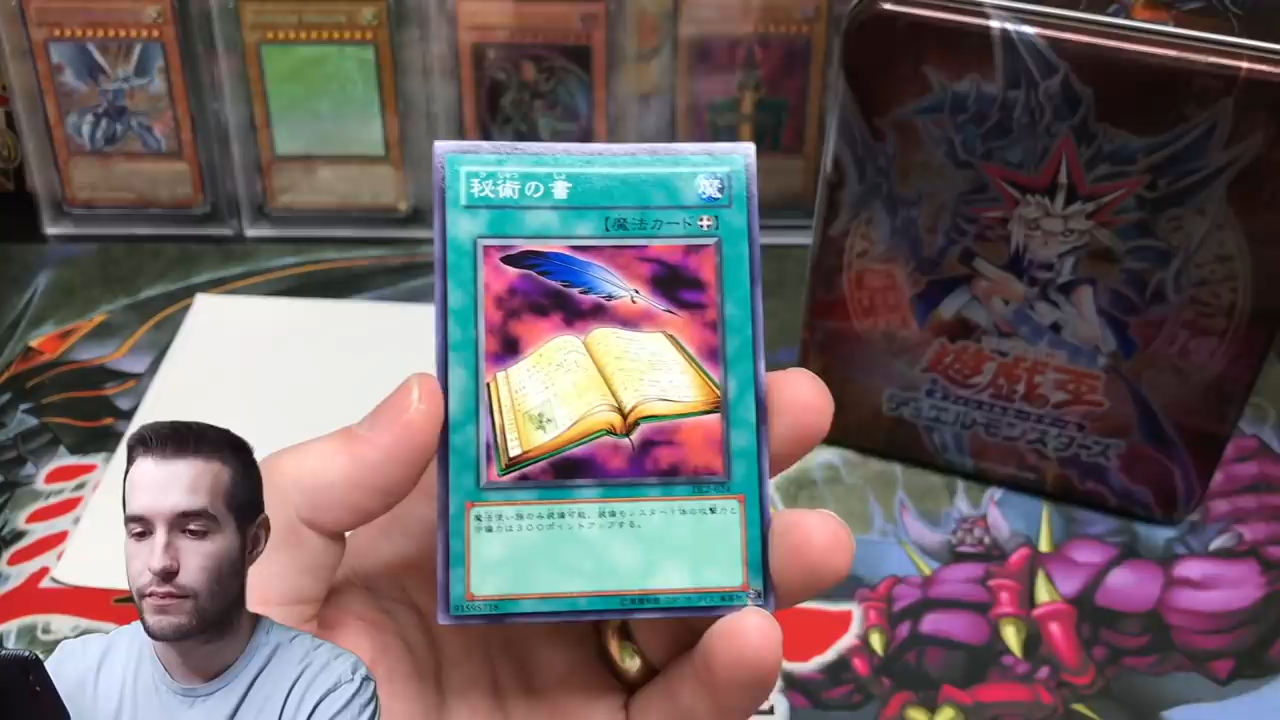 秘術の書
魔
【魔法カード】
DL2-024
魔法使い族のみ装備可能。装備モンスター1体の攻撃力と
守備力は300ポイントアップする。
91595718
遊戯王
デュエルモンスターズ